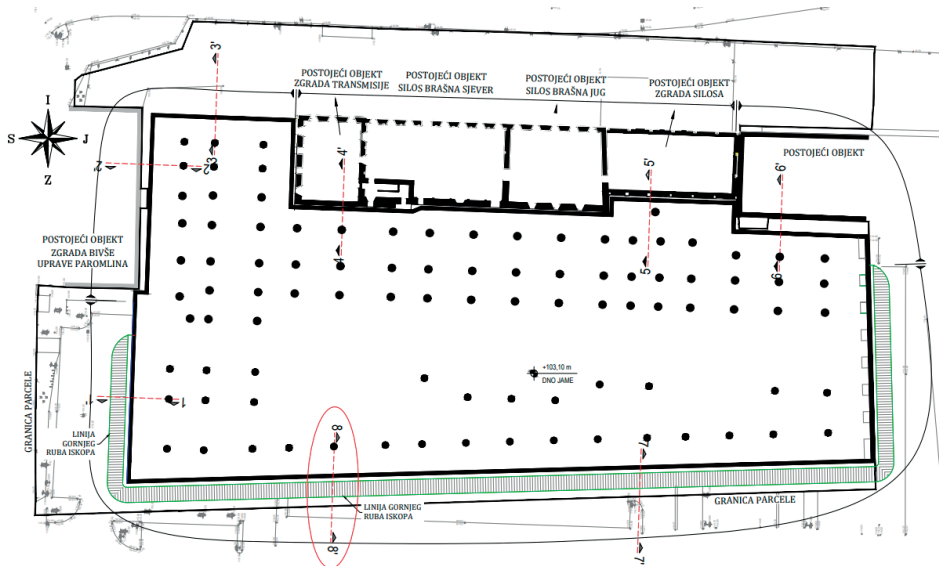 POSTOJEĆI OBJEKT
ZGRADA TRANSMISIJE
POSTOJEĆI OBJEKT
SILOS BRAŠNA SJEVER
POSTOJEĆI OBJEKT
SILOS BRAŠNA JUG
POSTOJEĆI OBJEKT
ZGRADA SILOSA
POSTOJEĆI OBJEKT
I
S
J
Z
3'
3
2'
2
4'
4
5'
5
6'
6
POSTOJEĆI OBJEKT
ZGRADA BIVŠE
UPRAVE PAROMLINA
+103,10 m
DNO JAME
1'
1
GRANICA PARCELE
LINIJA
GORNJEG
RUBA ISKOPA
8
8'
7
7'
LINIJA GORNJEG
RUBA ISKOPA
GRANICA PARCELE